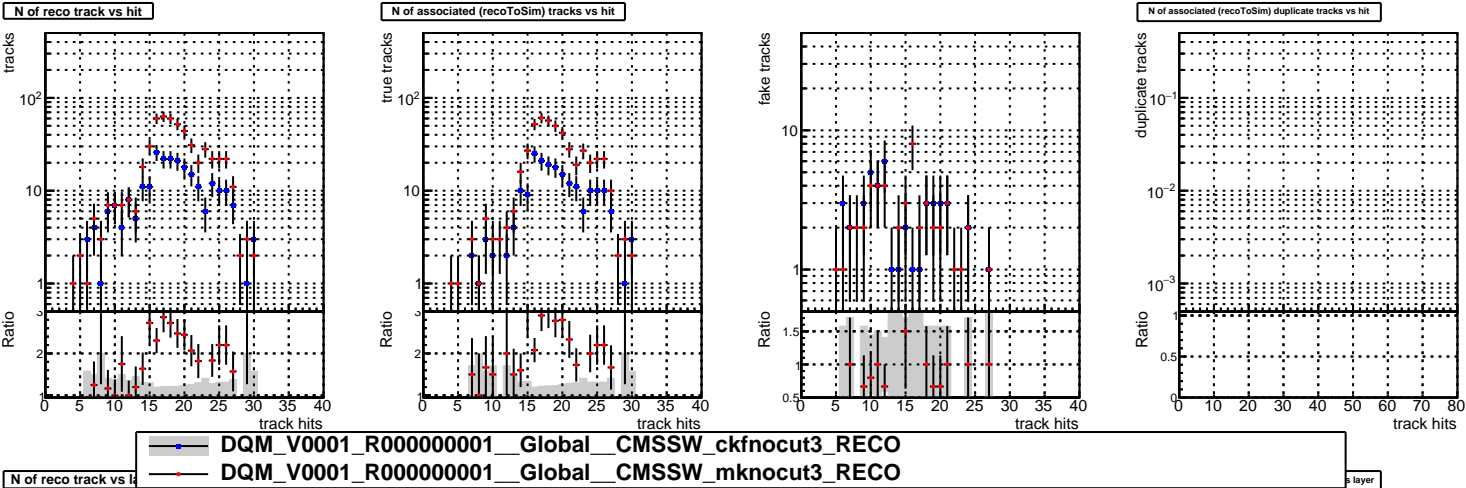 N of reco track vs hit
N of associated (recoToSim) tracks vs hit
N of associated (recoToSim) duplicate tracks vs hit
tracks
10²
10
1
Ratio
3
2
1
0 5 10 15 20 25 30 35 40
track hits
true tracks
10²
10
1
Ratio
3
2
1
0 5 10 15 20 25 30 35 40
track hits
fake tracks
10
1
Ratio
1.5
1
0.5
0 5 10 15 20 25 30 35 40
track hits
duplicate tracks
10⁻¹
10⁻²
10⁻³
Ratio
1
0.5
0
0 10 20 30 40 50 60 70 80
track hits
DQM_V0001_R000000001__Global__CMSSW_ckfnocut3_RECO
DQM_V0001_R000000001__Global__CMSSW_mknocut3_RECO
N of reco track vs la
s layer